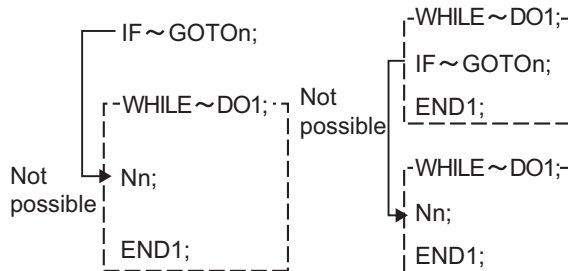 IF～GOTOn;
WHILE～DO1;
Not
possible
Nn;
END1;
WHILE～DO1;
IF～GOTOn;
Not
possible
END1;
WHILE～DO1;
Nn;
END1;